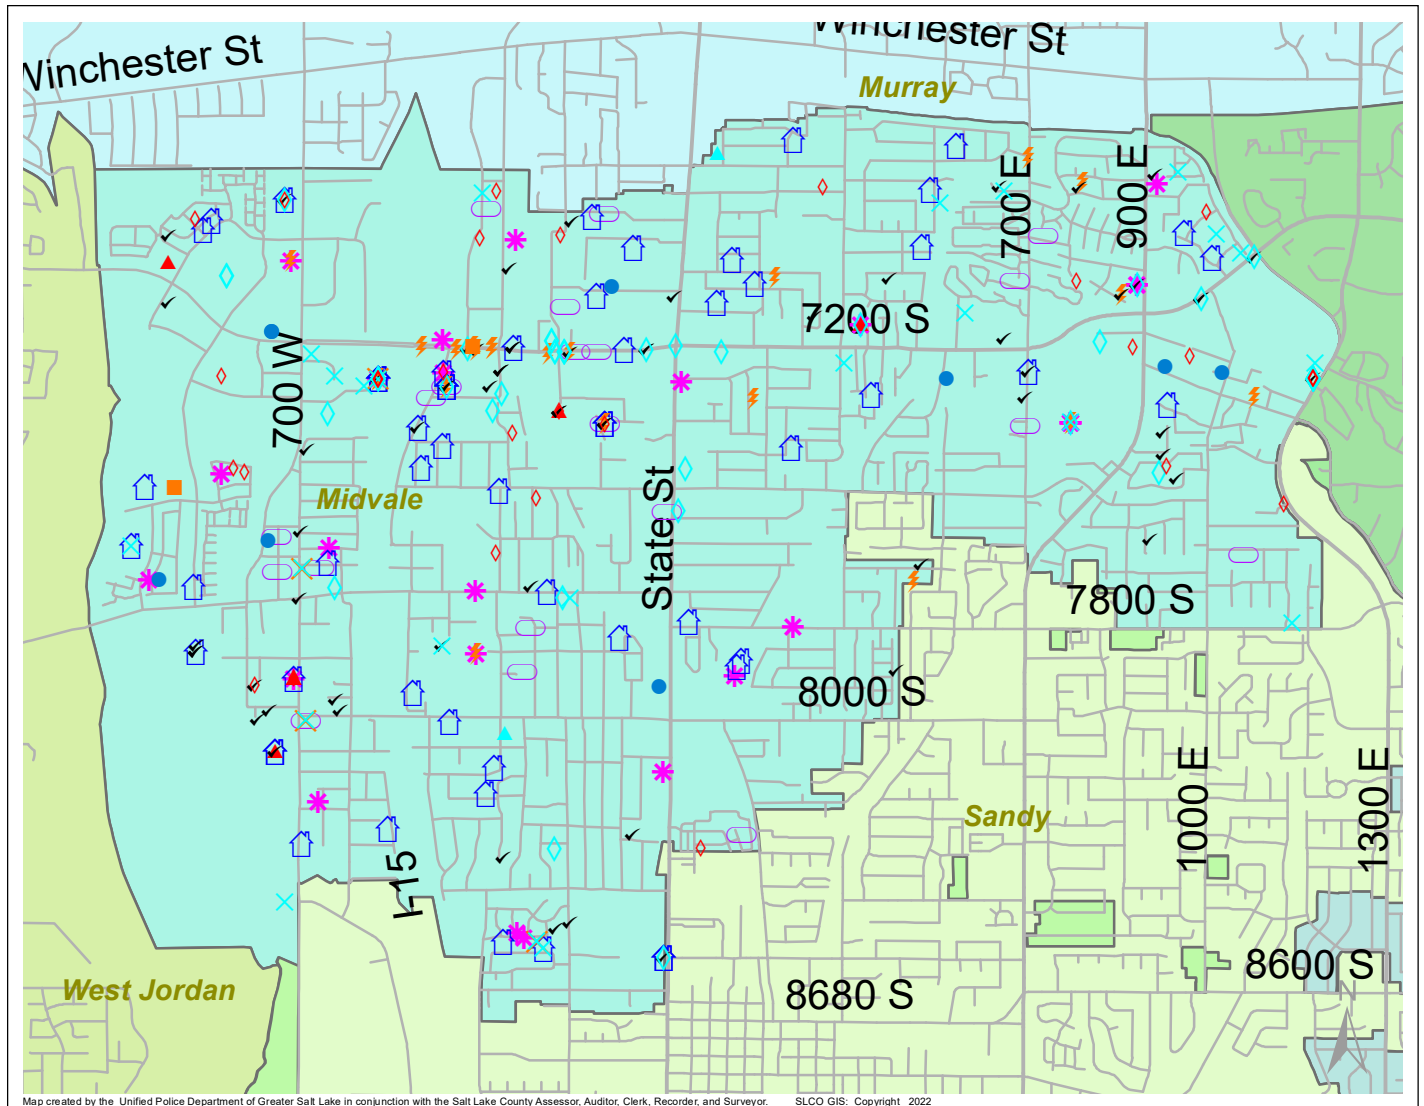 Winchester St
Winchester St
Murray
700 E
900 E
7200 S
700 W
Midvale
State St
7800 S
8000 S
Sandy
1000 E
1300 E
I-15
West Jordan
8600 S
8680 S
Map created by the Unified Police Department of Greater Salt Lake in conjunction with the Salt Lake County Assessor, Auditor, Clerk, Recorder, and Surveyor. SLCO GIS: Copyright 2022